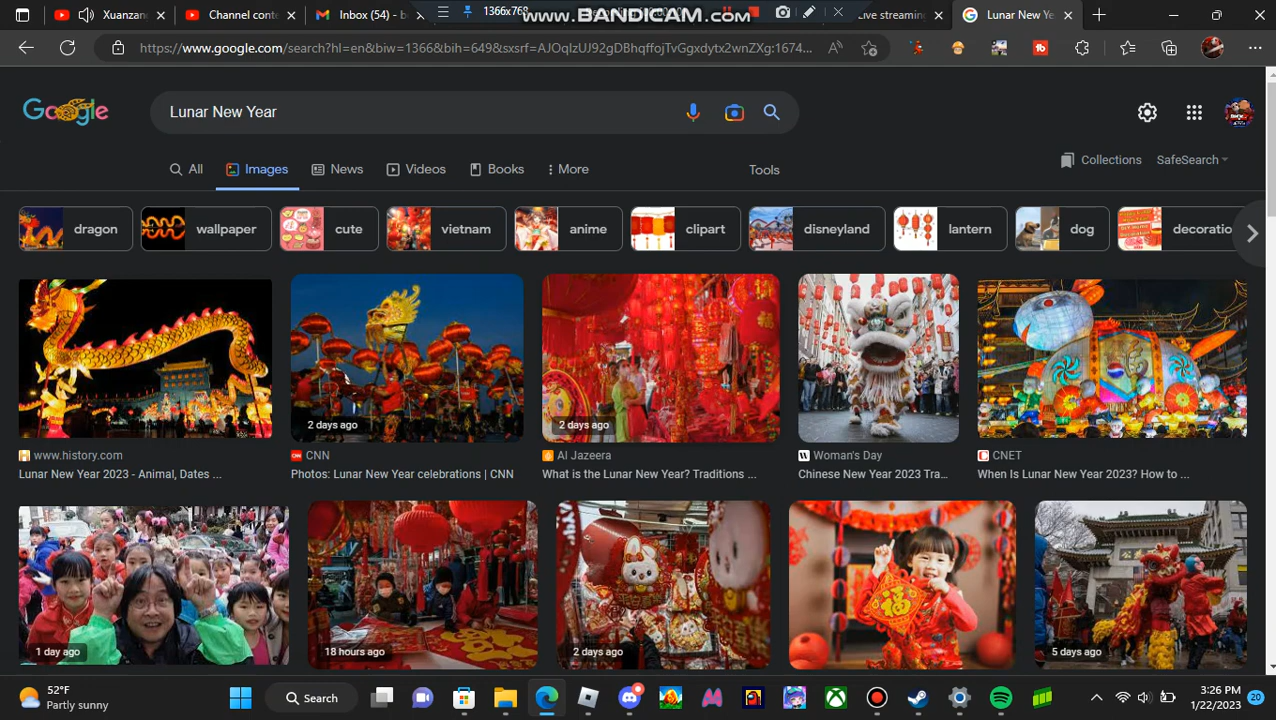 Xuanzang
Channel cont
Inbox (54) - b
1366x768
www.BANDICAM.com
Live streaming
Lunar New Ye
https://www.google.com/search?hl=en&biw=1366&bih=649&sxsrf=AJOqlzUJ92gDBhqffojTvGgxdytx2wnZXg:1674...
Google
Lunar New Year
All
Images
News
Videos
Books
More
Tools
Collections
SafeSearch
dragon
wallpaper
cute
vietnam
anime
clipart
disneyland
lantern
dog
decoratio
2 days ago
2 days ago
www.history.com
CNN
Al Jazeera
Woman's Day
CNET
Lunar New Year 2023 - Animal, Dates ...
Photos: Lunar New Year celebrations | CNN
What is the Lunar New Year? Traditions ...
Chinese New Year 2023 Tra...
When Is Lunar New Year 2023? How to ...
福
1 day ago
18 hours ago
2 days ago
5 days ago
52°F
Partly sunny
Search
3:26 PM
1/22/2023
20